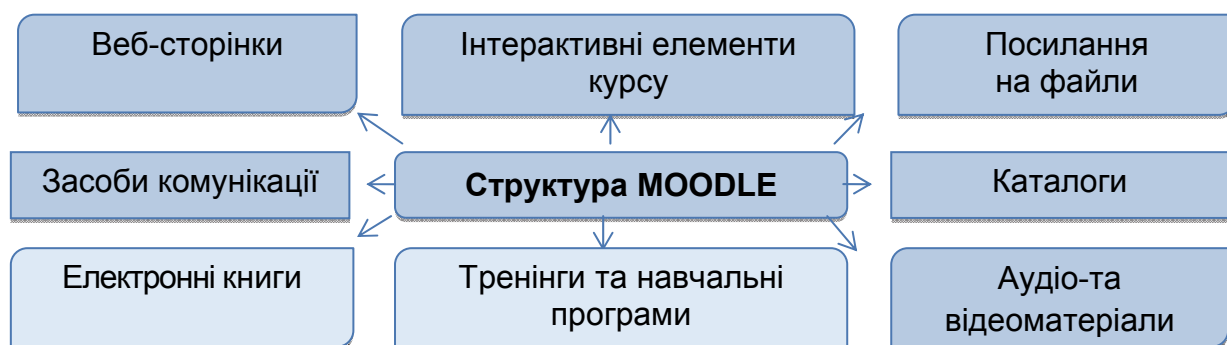 Веб-сторінки
Інтерактивні елементи
курсу
Посилання
на файли
Засоби комунікації
Структура MOODLE
Каталоги
Електронні книги
Тренінги та навчальні
програми
Аудіо-та
відеоматеріали